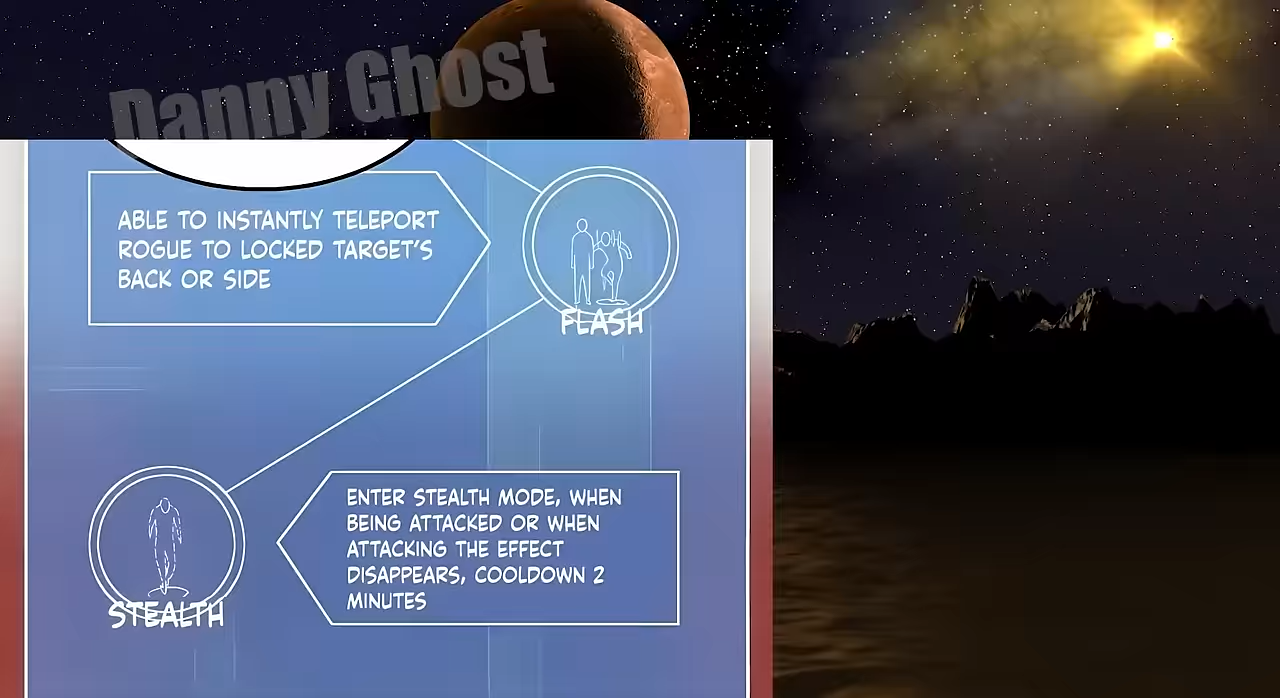 Danny Ghost
ABLE TO INSTANTLY TELEPORT
ROGUE TO LOCKED TARGET'S
BACK OR SIDE
FLASH
ENTER STEALTH MODE, WHEN
BEING ATTACKED OR WHEN
ATTACKING THE EFFECT
DISAPPEARS, COOLDOWN 2
MINUTES
STEALTH